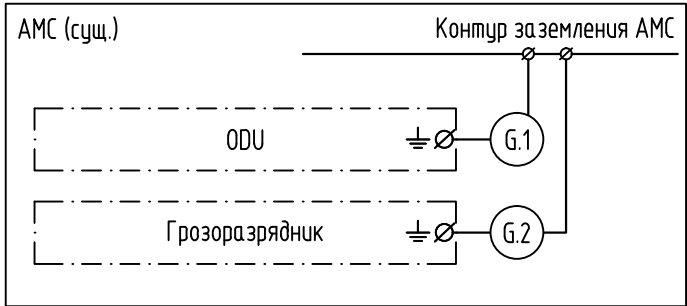 АМС (сущ.)
Контур заземления АМС
ODU
G.1
Грозоразрядник
G.2